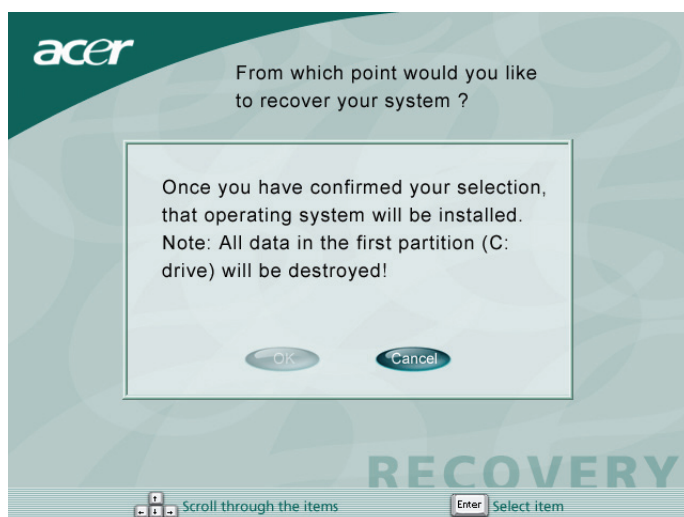 acer
From which point would you like
to recover your system ?
Once you have confirmed your selection,
that operating system will be installed.
Note: All data in the first partition (C:
drive) will be destroyed!
OK Cancel
RECOVERY
↑
← ↓ → Scroll through the items Enter Select item